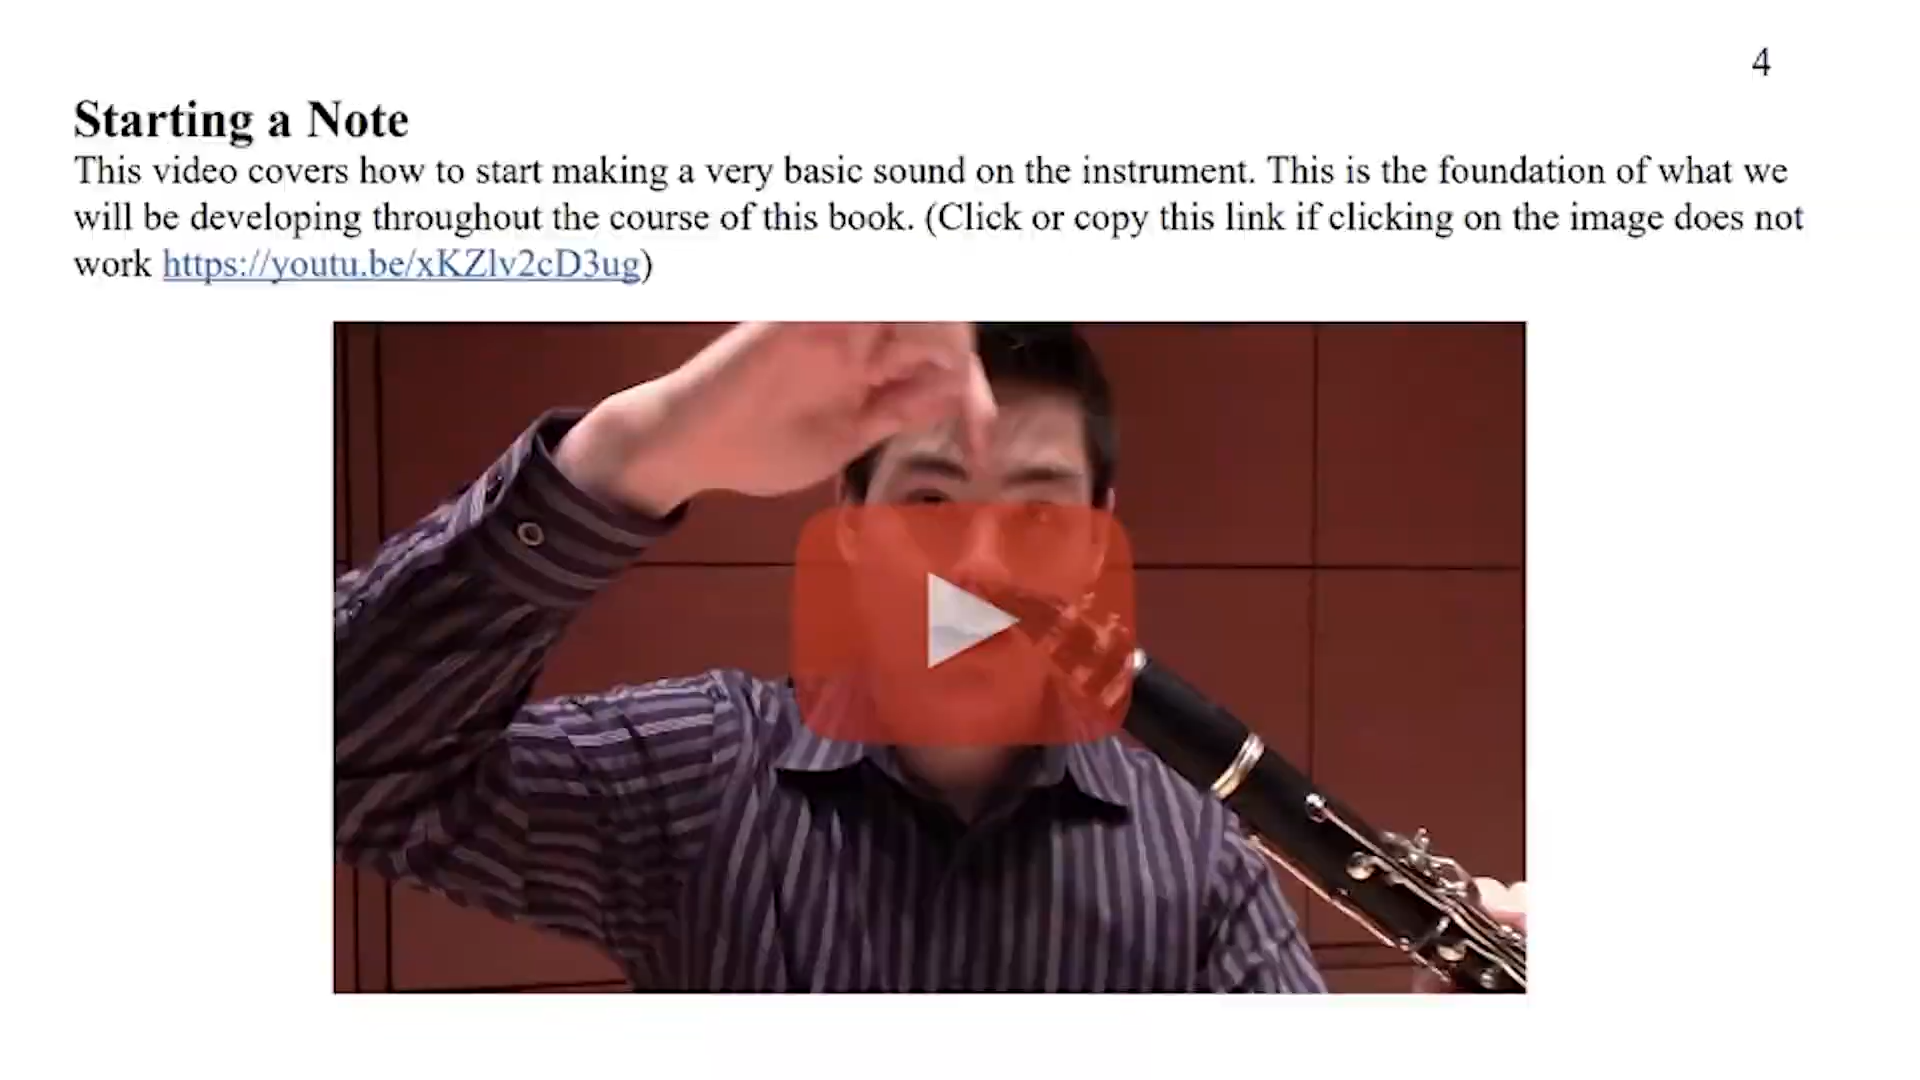 4
Starting a Note
This video covers how to start making a very basic sound on the instrument. This is the foundation of what we
will be developing throughout the course of this book. (Click or copy this link if clicking on the image does not
work https://youtu.be/xKZlv2cD3ug)